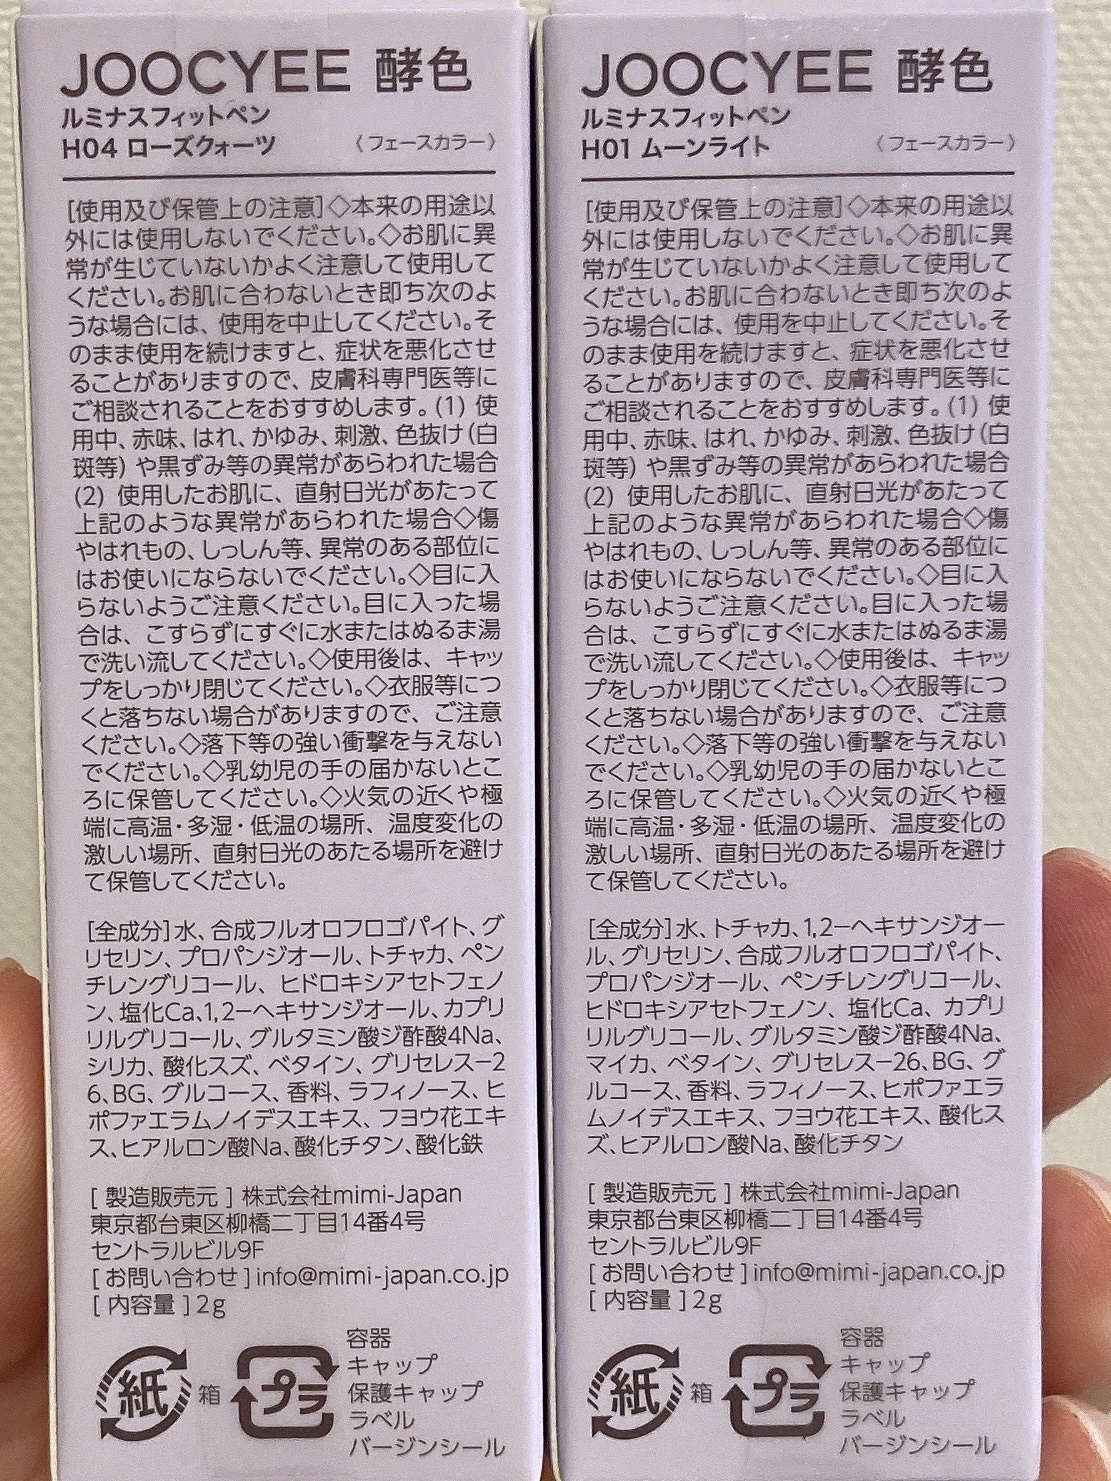 JOOCYEE 酵色
ルミナスフィットペン
H04 ローズクォーツ 〈フェースカラー〉
[使用及び保管上の注意]◇本来の用途以
外には使用しないでください。◇お肌に異
常が生じていないかよく注意して使用して
ください。お肌に合わないとき即ち次のよ
うな場合には、使用を中止してください。そ
のまま使用を続けますと、症状を悪化させ
ることがありますので、皮膚科専門医等に
ご相談されることをおすすめします。(1) 使
用中、赤味、はれ、かゆみ、刺激、色抜け(白
斑等) や黒ずみ等の異常があらわれた場合
(2) 使用したお肌に、直射日光があたって
上記のような異常があらわれた場合◇傷
やはれもの、しっしん等、異常のある部位に
はお使いにならないでください。◇目に入
らないようご注意ください。目に入った場
合は、こすらずにすぐに水またはぬるま湯
で洗い流してください。◇使用後は、キャッ
プをしっかり閉じてください。◇衣服等につ
くと落ちない場合がありますので、ご注意
ください。◇落下等の強い衝撃を与えない
でください。◇乳幼児の手の届かないとこ
ろに保管してください。◇火気の近くや極
端に高温・多湿・低温の場所、温度変化の
激しい場所、直射日光のあたる場所を避け
て保管してください。
[全成分]水、合成フルオロフロゴパイト、グ
リセリン、プロパンジオール、トチャカ、ペン
チレングリコール、ヒドロキシアセトフェノ
ン、塩化Ca、1,2-ヘキサンジオール、カプリ
リルグリコール、グルタミン酸ジ酢酸4Na、
シリカ、酸化スズ、ベタイン、グリセレス-2
6、BG、グルコース、香料、ラフィノース、ヒ
ポファエラムノイデスエキス、フヨウ花エキ
ス、ヒアルロン酸Na、酸化チタン、酸化鉄
[ 製造販売元 ] 株式会社mimi-Japan
東京都台東区柳橋二丁目14番4号
セントラルビル9F
[ お問い合わせ ] info@mimi-japan.co.jp
[ 内容量 ] 2g
紙 箱 プラ
容器
キャップ
保護キャップ
ラベル
バージンシール
JOOCYEE 酵色
ルミナスフィットペン
H01 ムーンライト 〈フェースカラー〉
[使用及び保管上の注意]◇本来の用途以
外には使用しないでください。◇お肌に異
常が生じていないかよく注意して使用して
ください。お肌に合わないとき即ち次のよ
うな場合には、使用を中止してください。そ
のまま使用を続けますと、症状を悪化させ
ることがありますので、皮膚科専門医等に
ご相談されることをおすすめします。(1) 使
用中、赤味、はれ、かゆみ、刺激、色抜け(白
斑等) や黒ずみ等の異常があらわれた場合
(2) 使用したお肌に、直射日光があたって
上記のような異常があらわれた場合◇傷
やはれもの、しっしん等、異常のある部位に
はお使いにならないでください。◇目に入
らないようご注意ください。目に入った場
合は、こすらずにすぐに水またはぬるま湯
で洗い流してください。◇使用後は、キャッ
プをしっかり閉じてください。◇衣服等につ
くと落ちない場合がありますので、ご注意
ください。◇落下等の強い衝撃を与えない
でください。◇乳幼児の手の届かないとこ
ろに保管してください。◇火気の近くや極
端に高温・多湿・低温の場所、温度変化の
激しい場所、直射日光のあたる場所を避け
て保管してください。
[全成分]水、トチャカ、1,2-ヘキサンジオー
ル、グリセリン、合成フルオロフロゴパイト、
プロパンジオール、ペンチレングリコール、
ヒドロキシアセトフェノン、塩化Ca、カプリ
リルグリコール、グルタミン酸ジ酢酸4Na、
マイカ、ベタイン、グリセレス-26、BG、グ
ルコース、香料、ラフィノース、ヒポファエラ
ムノイデスエキス、フヨウ花エキス、酸化ス
ズ、ヒアルロン酸Na、酸化チタン
[ 製造販売元 ] 株式会社mimi-Japan
東京都台東区柳橋二丁目14番4号
セントラルビル9F
[ お問い合わせ ] info@mimi-japan.co.jp
[ 内容量 ] 2g
紙 箱 プラ
容器
キャップ
保護キャップ
ラベル
バージンシール